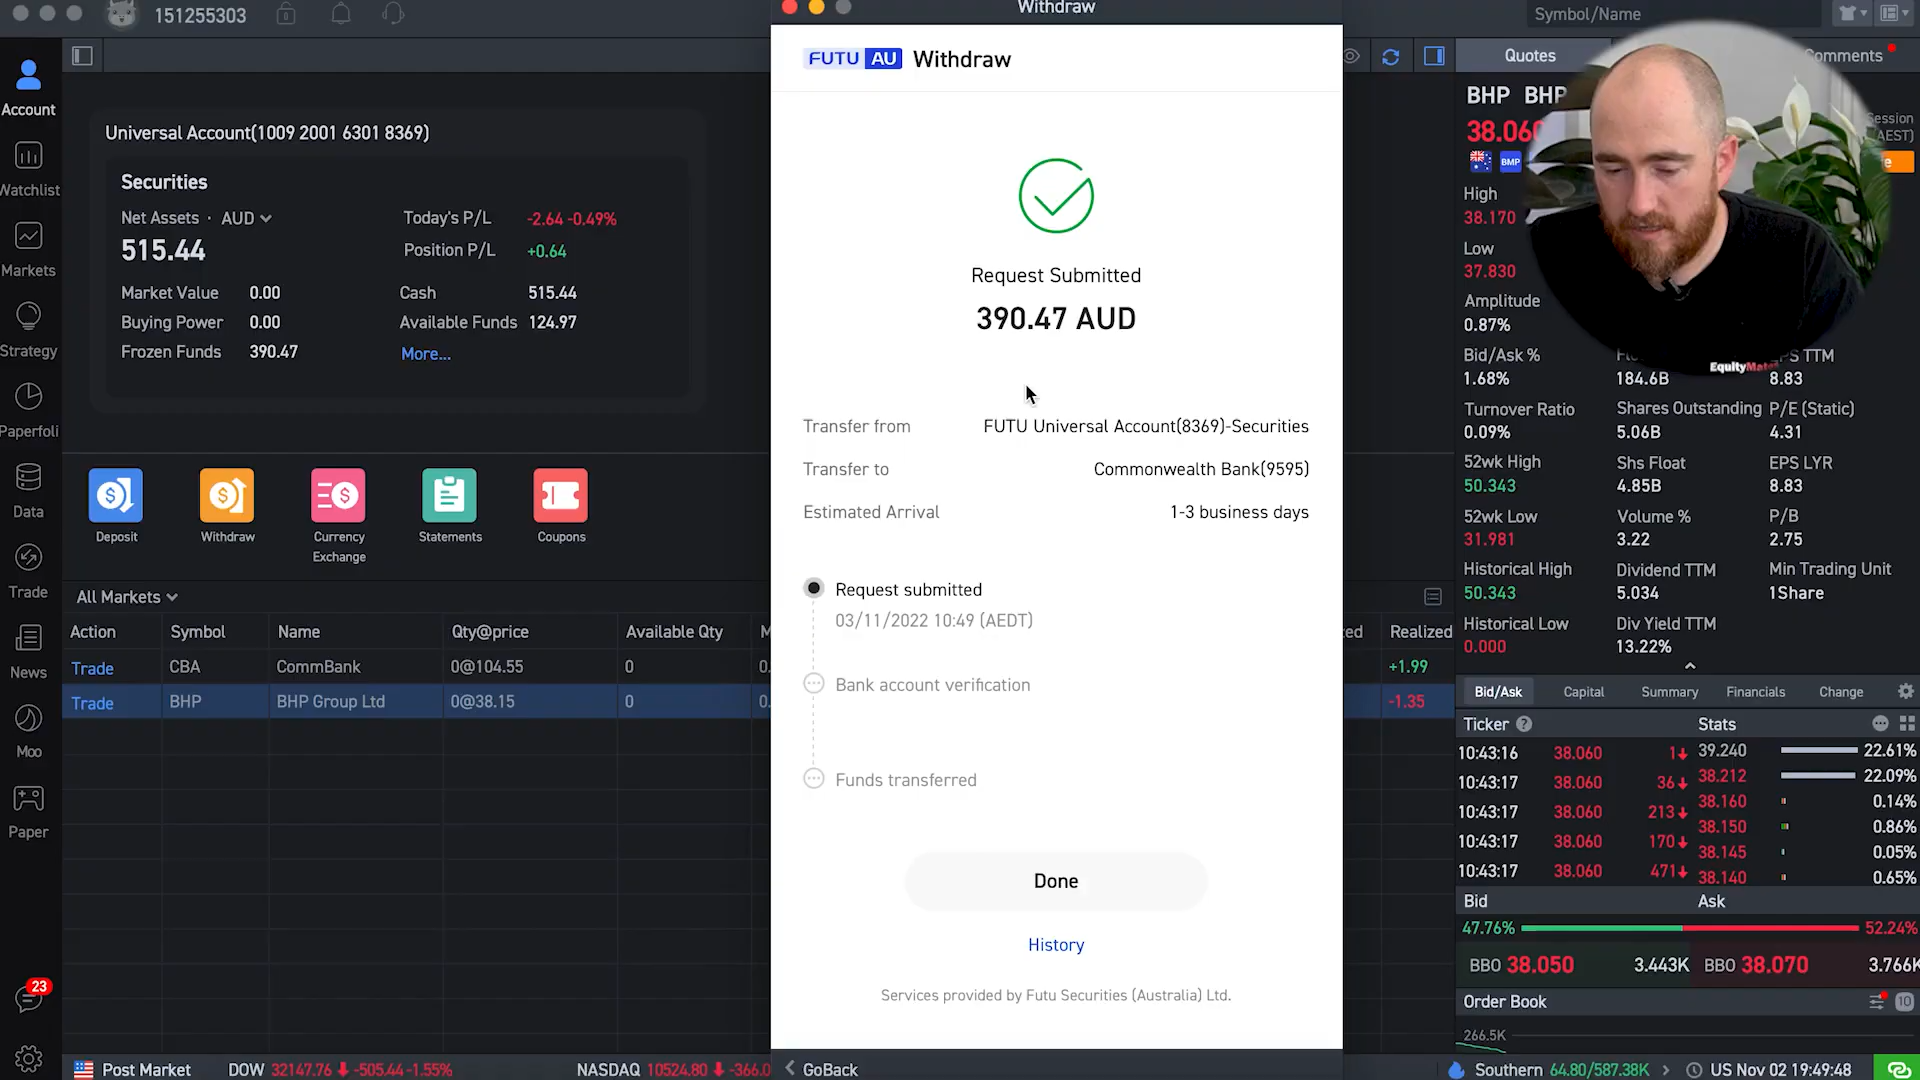 151255303
Withdraw
Symbol/Name
FUTU AU Withdraw
Quotes
Comments
Account
Watchlist
Markets
Strategy
Paperfoli
Data
Trade
News
Moo
Paper
23
Universal Account(1009 2001 6301 8369)
Securities
Net Assets · AUD
515.44
Today's P/L -2.64 -0.49%
Position P/L +0.64
Market Value 0.00
Cash 515.44
Buying Power 0.00
Available Funds 124.97
Frozen Funds 390.47
More...
Deposit
Withdraw
Currency
Exchange
Statements
Coupons
All Markets
Action Symbol Name Qty@price Available Qty M
Realized
Trade CBA CommBank 0@104.55 0 0.
+1.99
Trade BHP BHP Group Ltd 0@38.15 0 0.
-1.35
Request Submitted
390.47 AUD
Transfer from FUTU Universal Account(8369)-Securities
Transfer to Commonwealth Bank(9595)
Estimated Arrival 1-3 business days
Request submitted
03/11/2022 10:49 (AEDT)
Bank account verification
Funds transferred
Done
History
Services provided by Futu Securities (Australia) Ltd.
GoBack
BHP BHP
38.060
Session
AEST)
BMP
High
38.170
Low
37.830
Amplitude
0.87%
EquityMate
Bid/Ask %
1.68%
184.6B
EPS TTM
8.83
Turnover Ratio
0.09%
Shares Outstanding
5.06B
P/E (Static)
4.31
52wk High
50.343
Shs Float
4.85B
EPS LYR
8.83
52wk Low
31.981
Volume %
3.22
P/B
2.75
Historical High
50.343
Dividend TTM
5.034
Min Trading Unit
1Share
Historical Low
0.000
Div Yield TTM
13.22%
Bid/Ask Capital Summary Financials Change
Ticker ? Stats
10:43:16 38.060 1 39.240 22.61%
10:43:17 38.060 36 38.212 22.09%
10:43:17 38.060 213 38.160 0.14%
10:43:17 38.060 170 38.150 0.86%
10:43:17 38.060 471 38.145 0.05%
38.140 0.65%
Bid Ask
47.76% 52.24%
BBO 38.050 3.443K BBO 38.070 3.766K
Order Book 10
266.5K
Post Market DOW 32147.76 -505.44 -1.55% NASDAQ 10524.80 -366.0
Southern 64.80/587.38K US Nov 02 19:49:48